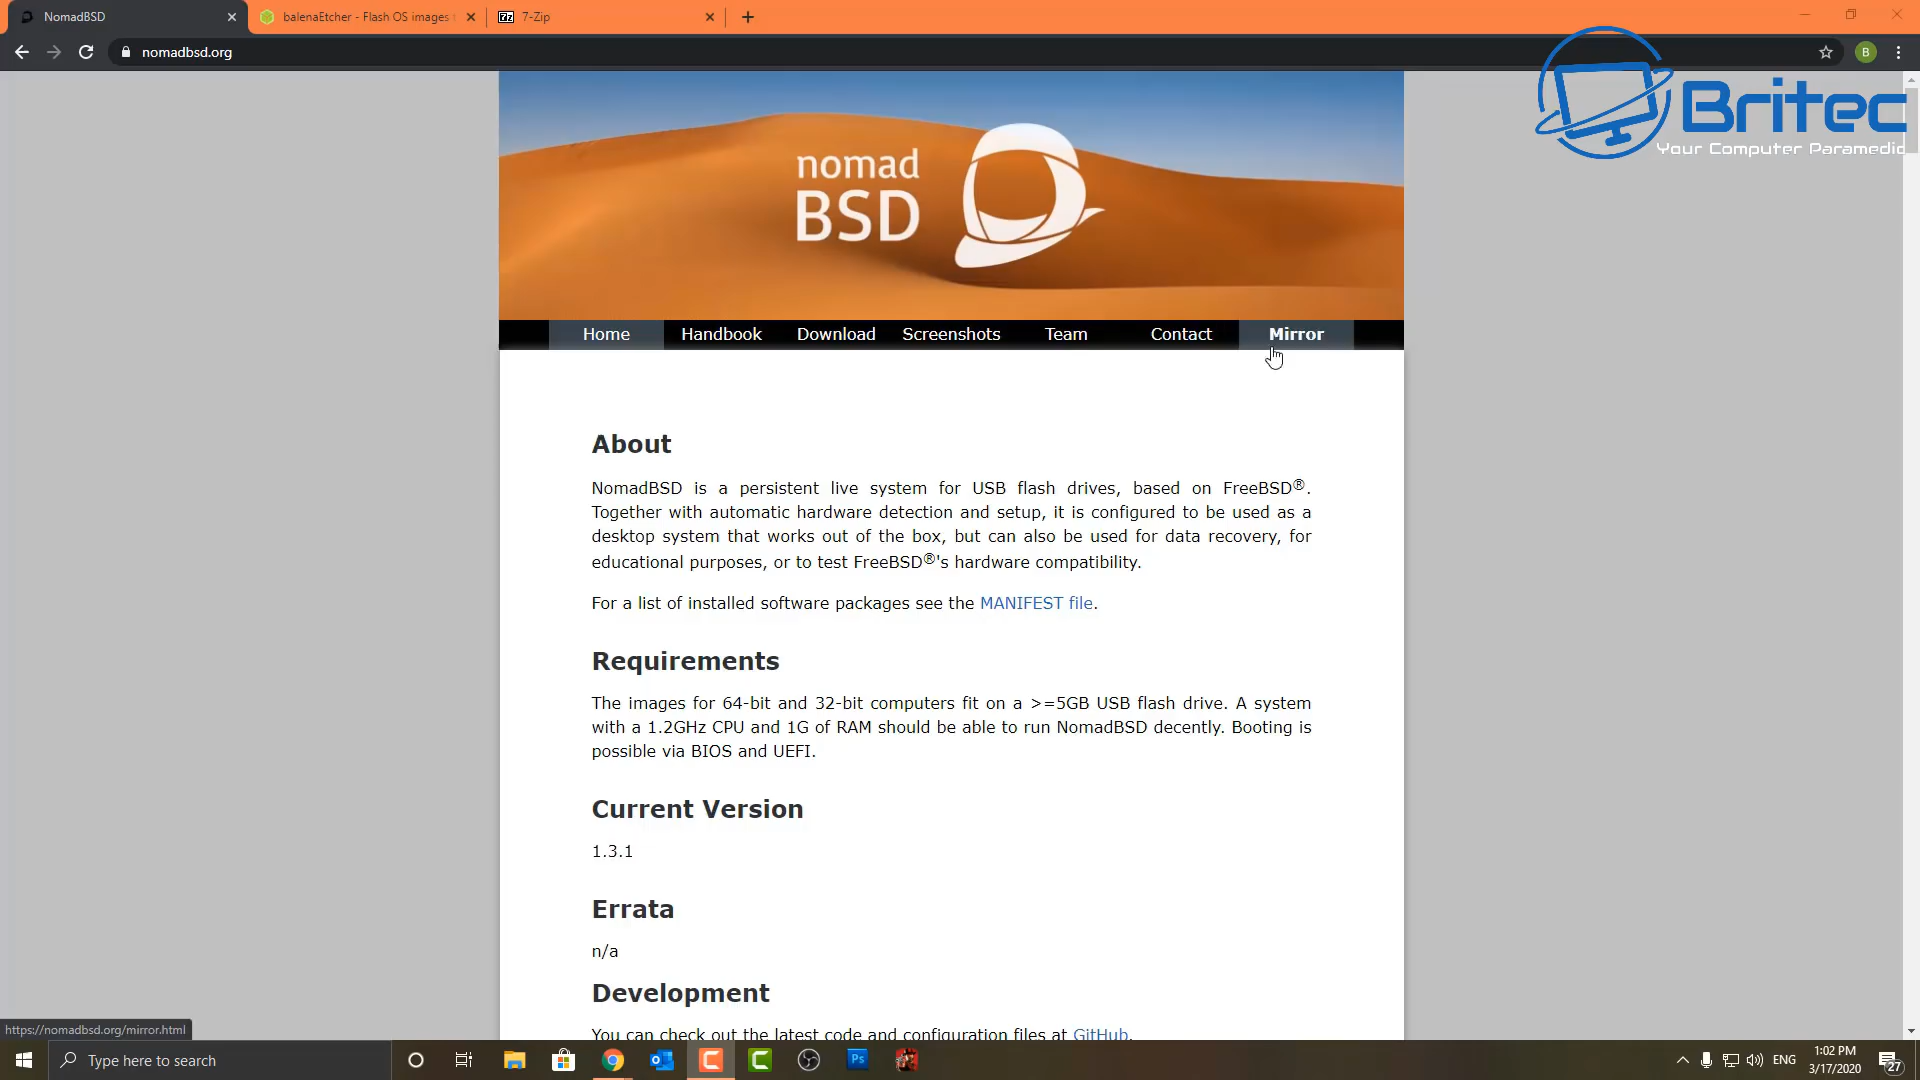 NomadBSD
balenaEtcher - Flash OS images
7-Zip
nomadbsd.org
B
Britec
Your Computer Paramedic
nomad
BSD
Home
Handbook
Download
Screenshots
Team
Contact
Mirror
About
NomadBSD is a persistent live system for USB flash drives, based on FreeBSD®.
Together with automatic hardware detection and setup, it is configured to be used as a
desktop system that works out of the box, but can also be used for data recovery, for
educational purposes, or to test FreeBSD®'s hardware compatibility.
For a list of installed software packages see the MANIFEST file.
Requirements
The images for 64-bit and 32-bit computers fit on a >=5GB USB flash drive. A system
with a 1.2GHz CPU and 1G of RAM should be able to run NomadBSD decently. Booting is
possible via BIOS and UEFI.
Current Version
1.3.1
Errata
n/a
Development
You can check out the latest code and configuration files at GitHub.
https://nomadbsd.org/mirror.html
Type here to search
Ps
ENG
1:02 PM
3/17/2020
27